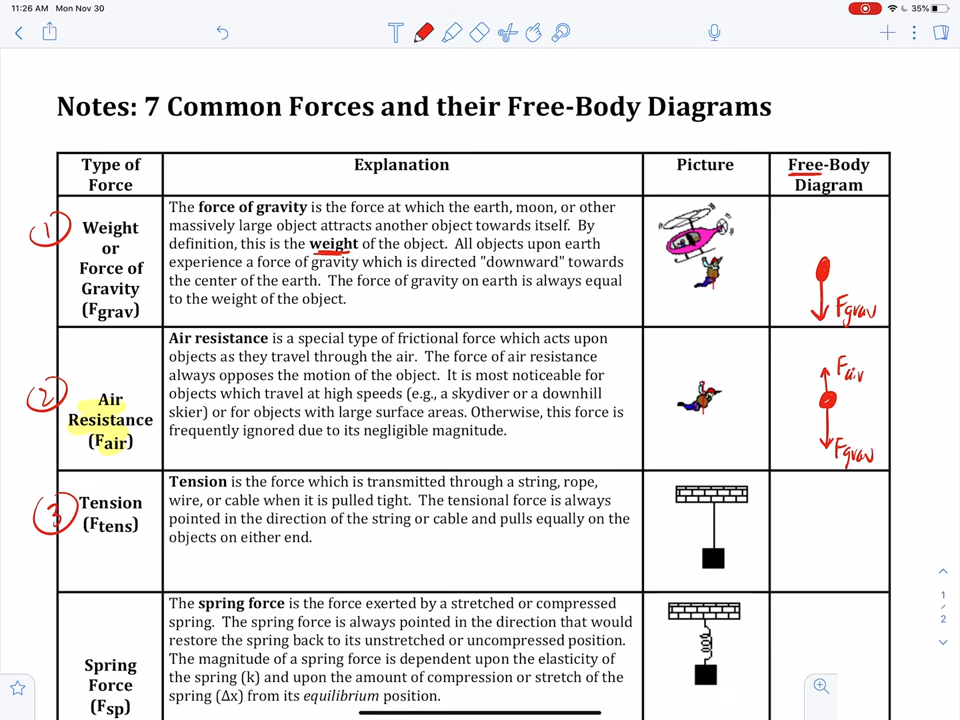 11:26 AM Mon Nov 30
35%
T
Notes: 7 Common Forces and their Free-Body Diagrams
Type of
Force
Explanation
Picture
Free-Body
Diagram
1
Weight
or
Force of
Gravity
(Fgrav)
The force of gravity is the force at which the earth, moon, or other
massively large object attracts another object towards itself. By
definition, this is the weight of the object. All objects upon earth
experience a force of gravity which is directed "downward" towards
the center of the earth. The force of gravity on earth is always equal
to the weight of the object.
Fgrav
2
Air
Resistance
(Fair)
Air resistance is a special type of frictional force which acts upon
objects as they travel through the air. The force of air resistance
always opposes the motion of the object. It is most noticeable for
objects which travel at high speeds (e.g., a skydiver or a downhill
skier) or for objects with large surface areas. Otherwise, this force is
frequently ignored due to its negligible magnitude.
Fair
Fgrav
3
Tension
(Ftens)
Tension is the force which is transmitted through a string, rope,
wire, or cable when it is pulled tight. The tensional force is always
pointed in the direction of the string or cable and pulls equally on the
objects on either end.
Spring
Force
(Fsp)
The spring force is the force exerted by a stretched or compressed
spring. The spring force is always pointed in the direction that would
restore the spring back to its unstretched or uncompressed position.
The magnitude of a spring force is dependent upon the elasticity of
the spring (k) and upon the amount of compression or stretch of the
spring (Δx) from its equilibrium position.
1
/
2